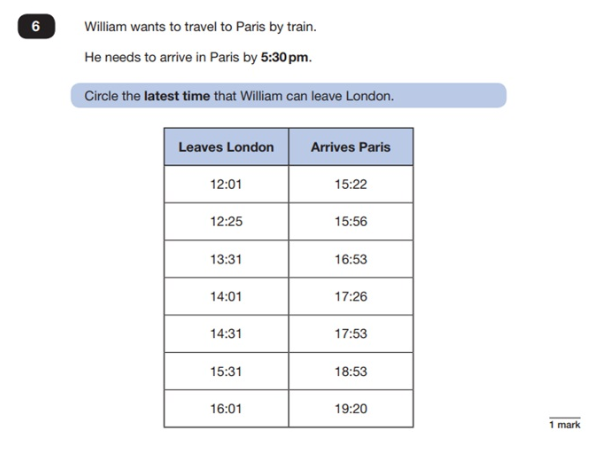 6 William wants to travel to Paris by train.
He needs to arrive in Paris by 5:30 pm.
Circle the latest time that William can leave London.
Leaves London Arrives Paris
12:01 15:22
12:25 15:56
13:31 16:53
14:01 17:26
14:31 17:53
15:31 18:53
16:01 19:20
1 mark